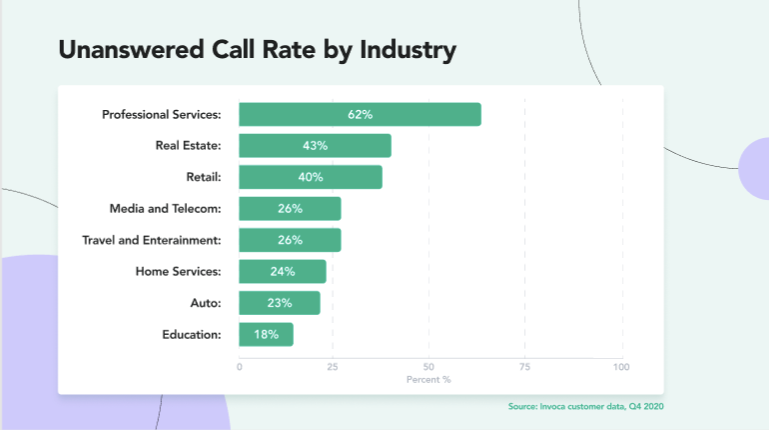 Unanswered Call Rate by Industry
Professional Services: 62%
Real Estate: 43%
Retail: 40%
Media and Telecom: 26%
Travel and Enterainment: 26%
Home Services: 24%
Auto: 23%
Education: 18%
0 25 50 75 100
Percent %
Source: Invoca customer data, Q4 2020